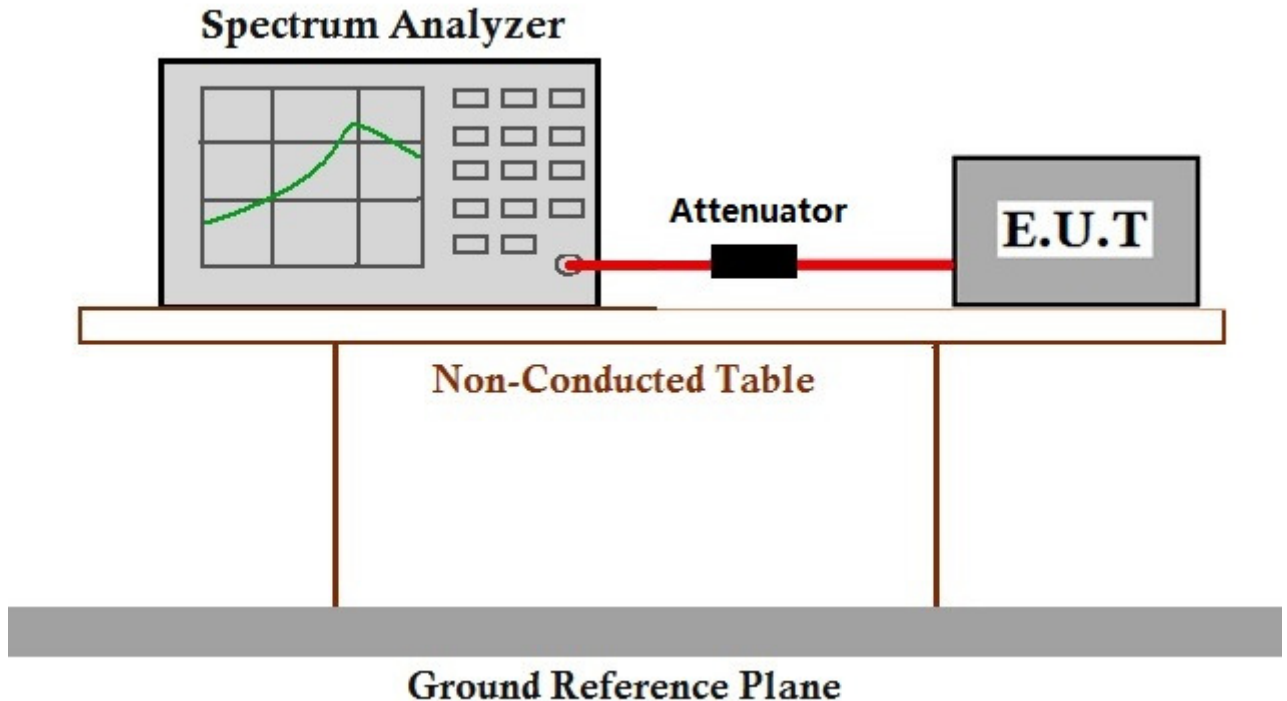 Spectrum Analyzer
Attenuator
E.U.T
Non-Conducted Table
Ground Reference Plane